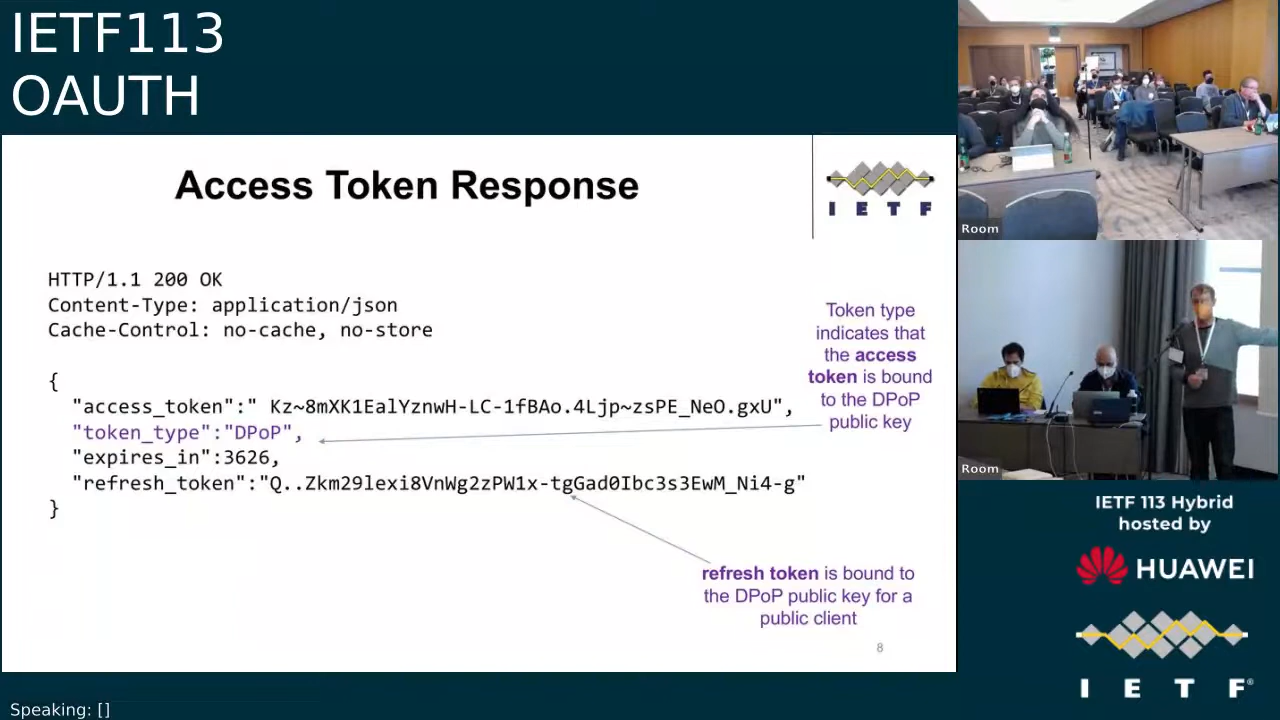 IETF113
OAUTH
Access Token Response
I E T F
HTTP/1.1 200 OK
Content-Type: application/json
Cache-Control: no-cache, no-store
{
"access_token":" Kz~8mXK1EalYznwH-LC-1fBAo.4Ljp~zsPE_NeO.gxU",
"token_type":"DPoP",
"expires_in":3626,
"refresh_token":"Q..Zkm29lexi8VnWg2zPW1x-tgGad0Ibc3s3EwM_Ni4-g"
}
Token type
indicates that
the access
token is bound
to the DPoP
public key
refresh token is bound to
the DPoP public key for a
public client
8
Room
Room
IETF 113 Hybrid
hosted by
HUAWEI
I E T F®
Speaking: []